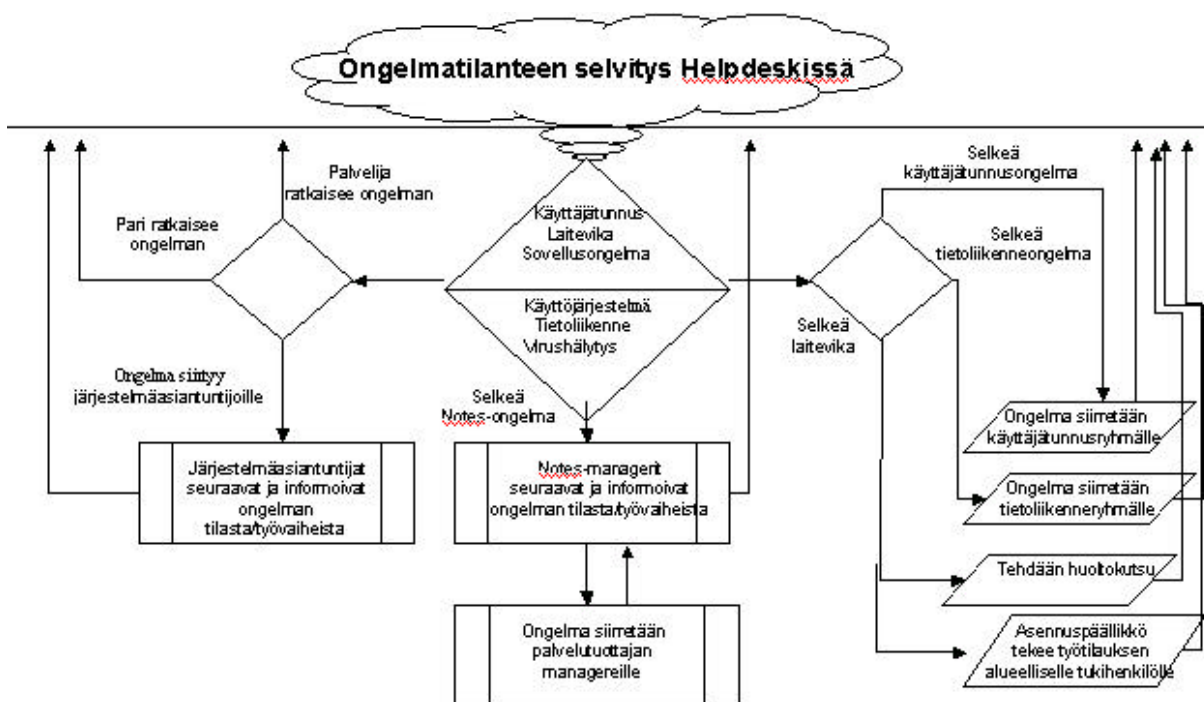 Ongelmatilanteen selvitys Helpdeskissä
Palvelija
ratkaisee ongelman
Pari ratkaisee
ongelman
Käyttäjätunnus
Laitevika
Sovellusongelma
Käyttöjärjestelmä
Tietoliikenne
Virushälytys
Selkeä
käyttäjätunnusongelma
Selkeä
tietoliikenneongelma
Selkeä
laitevika
Ongelma siirtyy
järjestelmäasiantuntijoille
Selkeä
Notes-ongelma
Järjestelmäasiantuntijat
seuraavat ja informoivat
ongelman
tilasta/työvaiheista
Notes-managerit
seuraavat ja informoivat
ongelman tilasta/työvaiheista
Ongelma siirretään
palvelutuottajan
managereille
Ongelma siirretään
käyttäjätunnusryhmälle
Ongelma siirretään
tietoliikenneryhmälle
Tehdään huoltokutsu
Asennuspäällikkö
tekee työtilauksen
alueelliselle tukihenkilölle